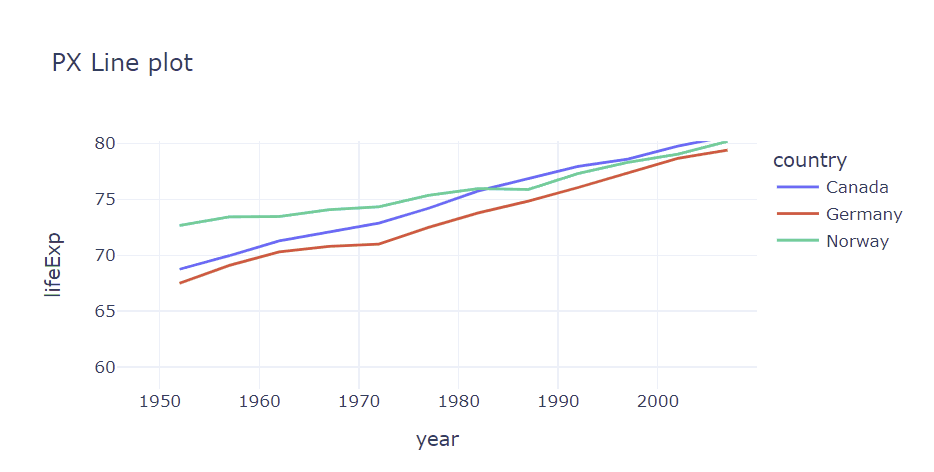 PX Line plot
80
75
70
65
60
lifeExp
1950 1960 1970 1980 1990 2000
year
country
Canada
Germany
Norway